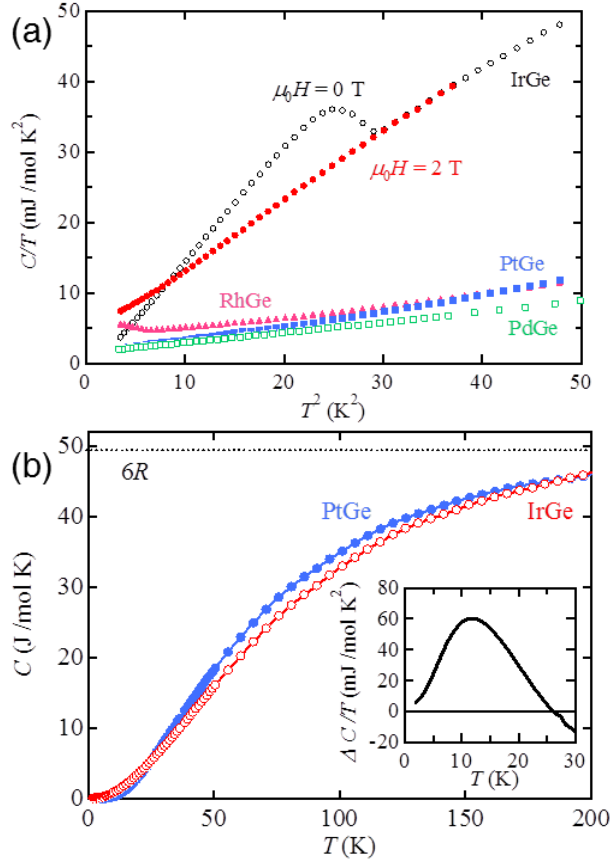 (a)
50
40
30
20
10
0
C/T (mJ /mol K²)
μ₀H = 0 T
IrGe
μ₀H = 2 T
RhGe
PtGe
PdGe
0
10
20
30
40
50
T² (K²)
(b)
50
40
30
20
10
0
C (J /mol K)
6R
PtGe
IrGe
80
60
40
20
0
-20
Δ C/T (mJ /mol K²)
0
10
20
30
T (K)
0
50
100
150
200
T (K)